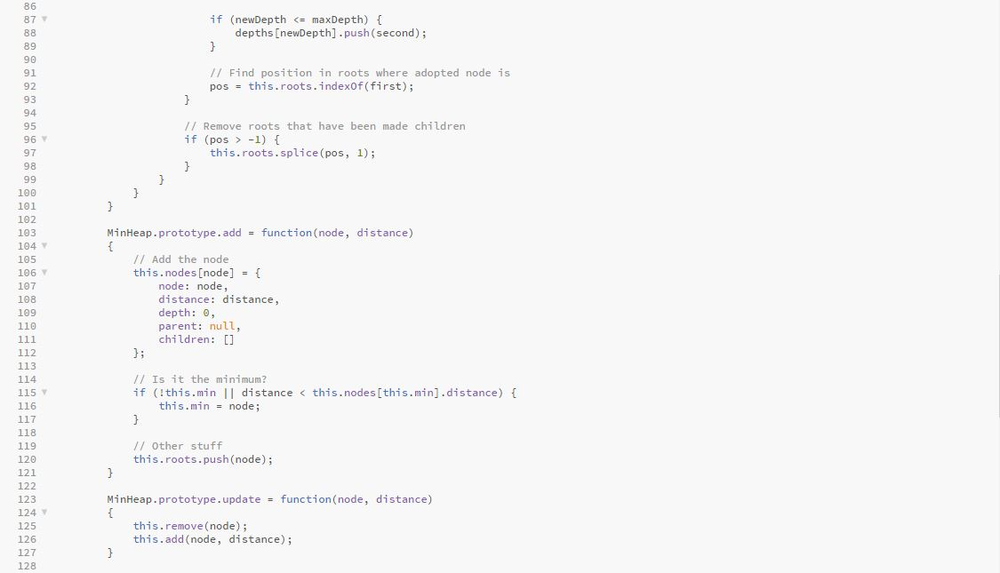 86
87 if (newDepth <= maxDepth) {
88 depths[newDepth].push(second);
89 }
90
91 // Find position in roots where adopted node is
92 pos = this.roots.indexOf(first);
93 }
94
95 // Remove roots that have been made children
96 if (pos > -1) {
97 this.roots.splice(pos, 1);
98 }
99 }
100 }
101 }
102
103 MinHeap.prototype.add = function(node, distance)
104 {
105 // Add the node
106 this.nodes[node] = {
107 node: node,
108 distance: distance,
109 depth: 0,
110 parent: null,
111 children: []
112 };
113
114 // Is it the minimum?
115 if (!this.min || distance < this.nodes[this.min].distance) {
116 this.min = node;
117 }
118
119 // Other stuff
120 this.roots.push(node);
121 }
122
123 MinHeap.prototype.update = function(node, distance)
124 {
125 this.remove(node);
126 this.add(node, distance);
127 }
128